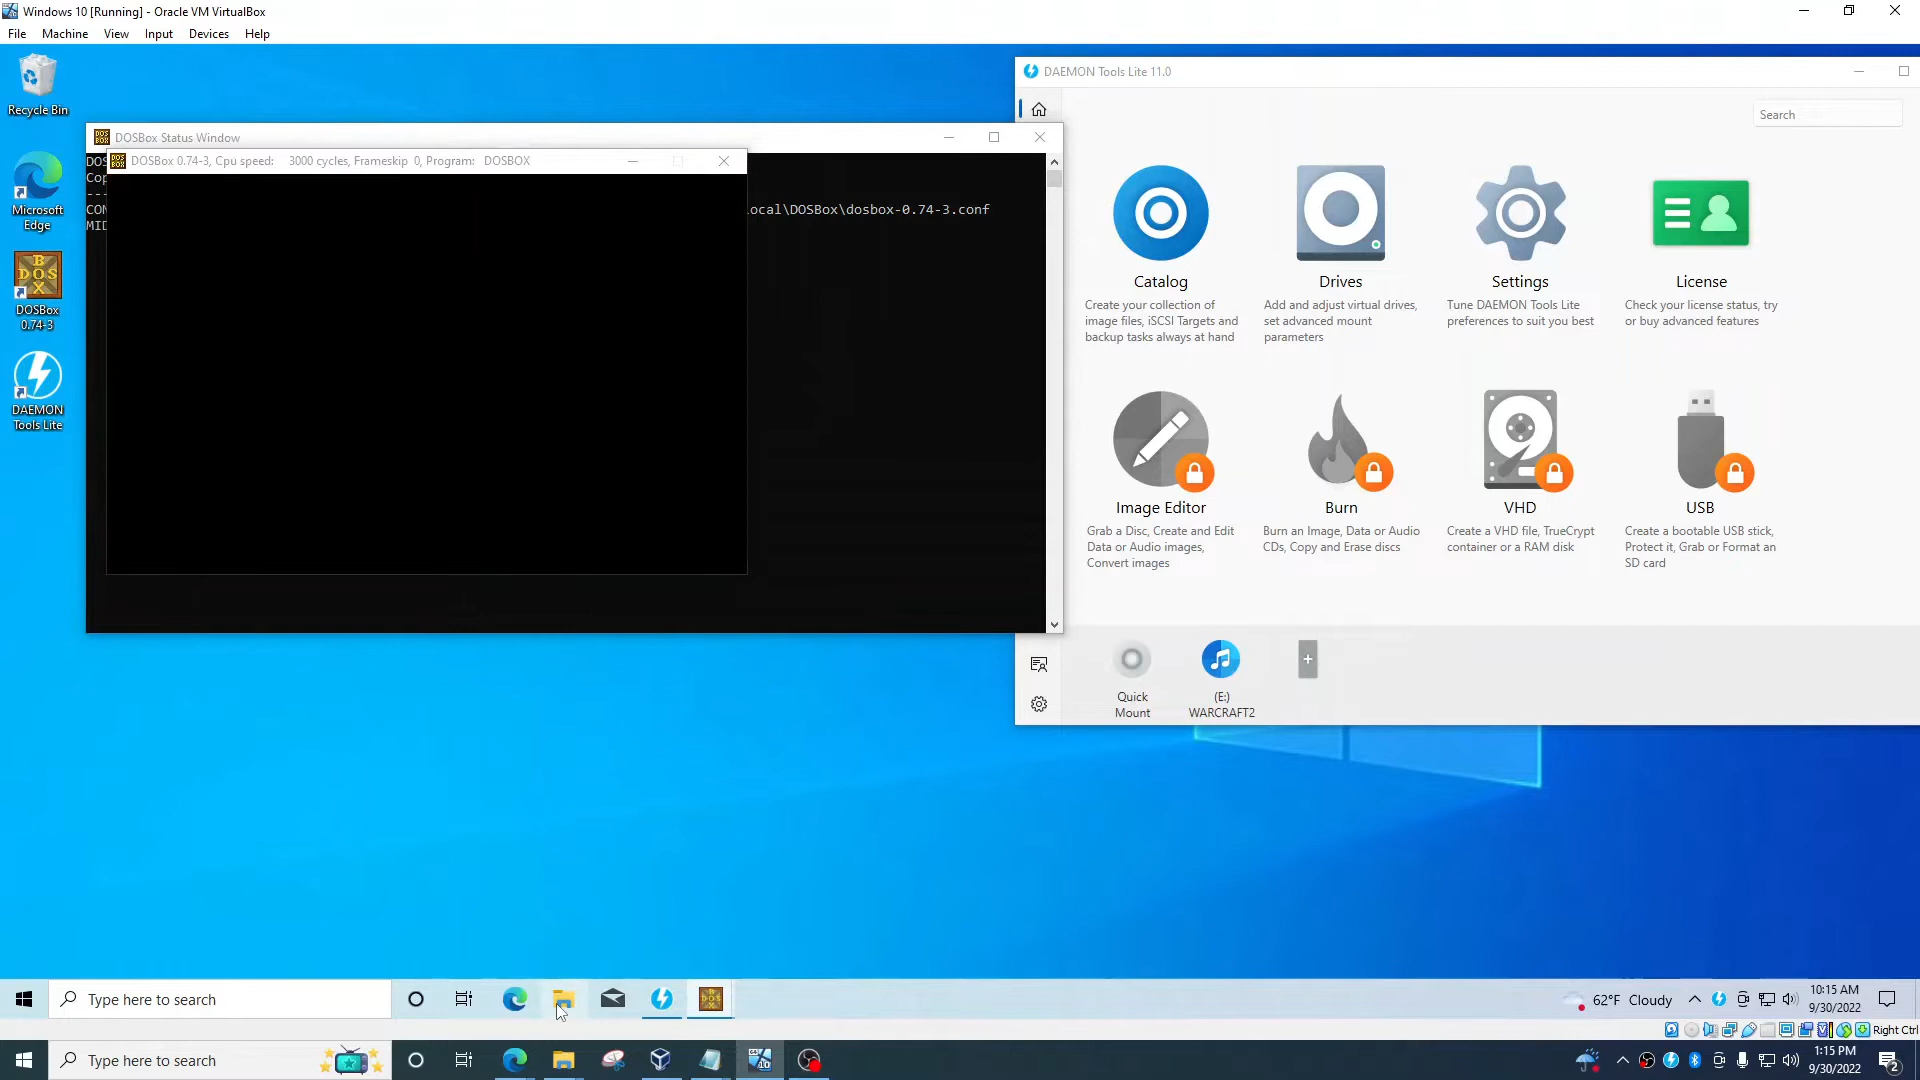 Windows 10 [Running] - Oracle VM VirtualBox
File Machine View Input Devices Help
Recycle Bin
Microsoft
Edge
DOSBox
0.74-3
DAEMON
Tools Lite
DOSBox Status Window
DOS
Cop
---
CON
ocal\DOSBox\dosbox-0.74-3.conf
MID
DOSBox 0.74-3, Cpu speed: 3000 cycles, Frameskip 0, Program: DOSBOX
DAEMON Tools Lite 11.0
Search
Catalog
Create your collection of
image files, iSCSI Targets and
backup tasks always at hand
Drives
Add and adjust virtual drives,
set advanced mount
parameters
Settings
Tune DAEMON Tools Lite
preferences to suit you best
License
Check your license status, try
or buy advanced features
Image Editor
Grab a Disc, Create and Edit
Data or Audio images,
Convert images
Burn
Burn an Image, Data or Audio
CDs, Copy and Erase discs
VHD
Create a VHD file, TrueCrypt
container or a RAM disk
USB
Create a bootable USB stick,
Protect it, Grab or Format an
SD card
Quick
Mount
(E:)
WARCRAFT2
Type here to search
62°F Cloudy
10:15 AM
9/30/2022
Right Ctrl
Type here to search
1:15 PM
9/30/2022
2